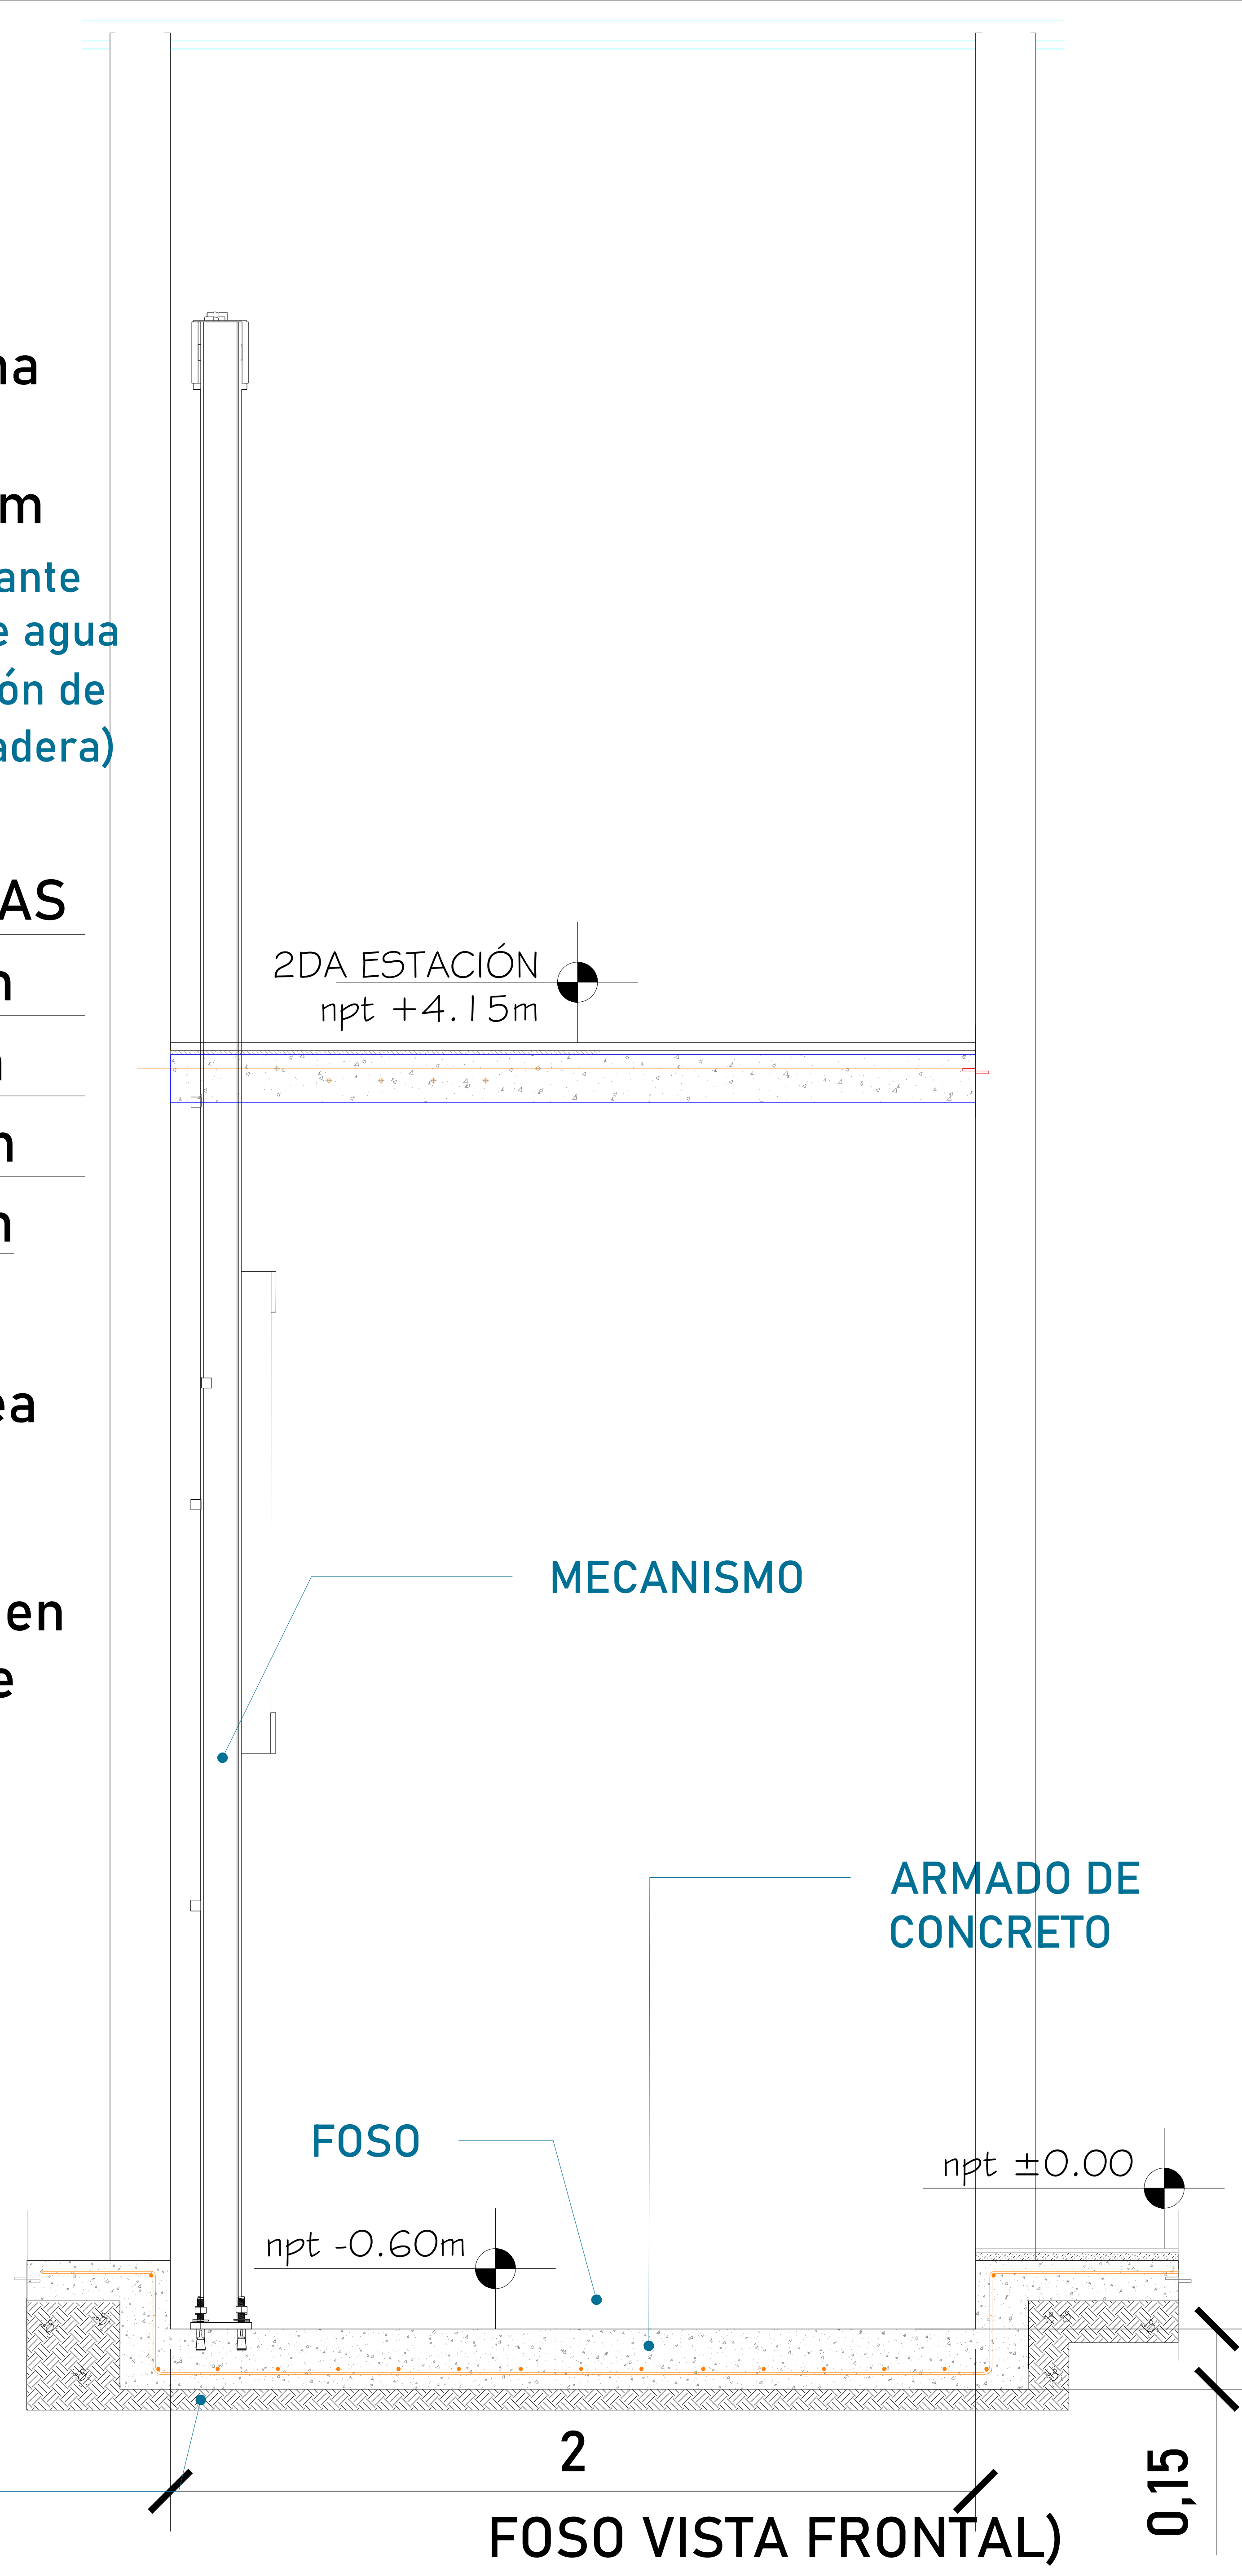 na
m
ante
e agua
ón de
adera)
AS
m
ea
en
e
2DA ESTACIÓN
npt +4.15m
MECANISMO
ARMADO DE
CONCRETO
FOSO
npt ±0.00
npt -0.60m
2
0,15
FOSO VISTA FRONTAL)